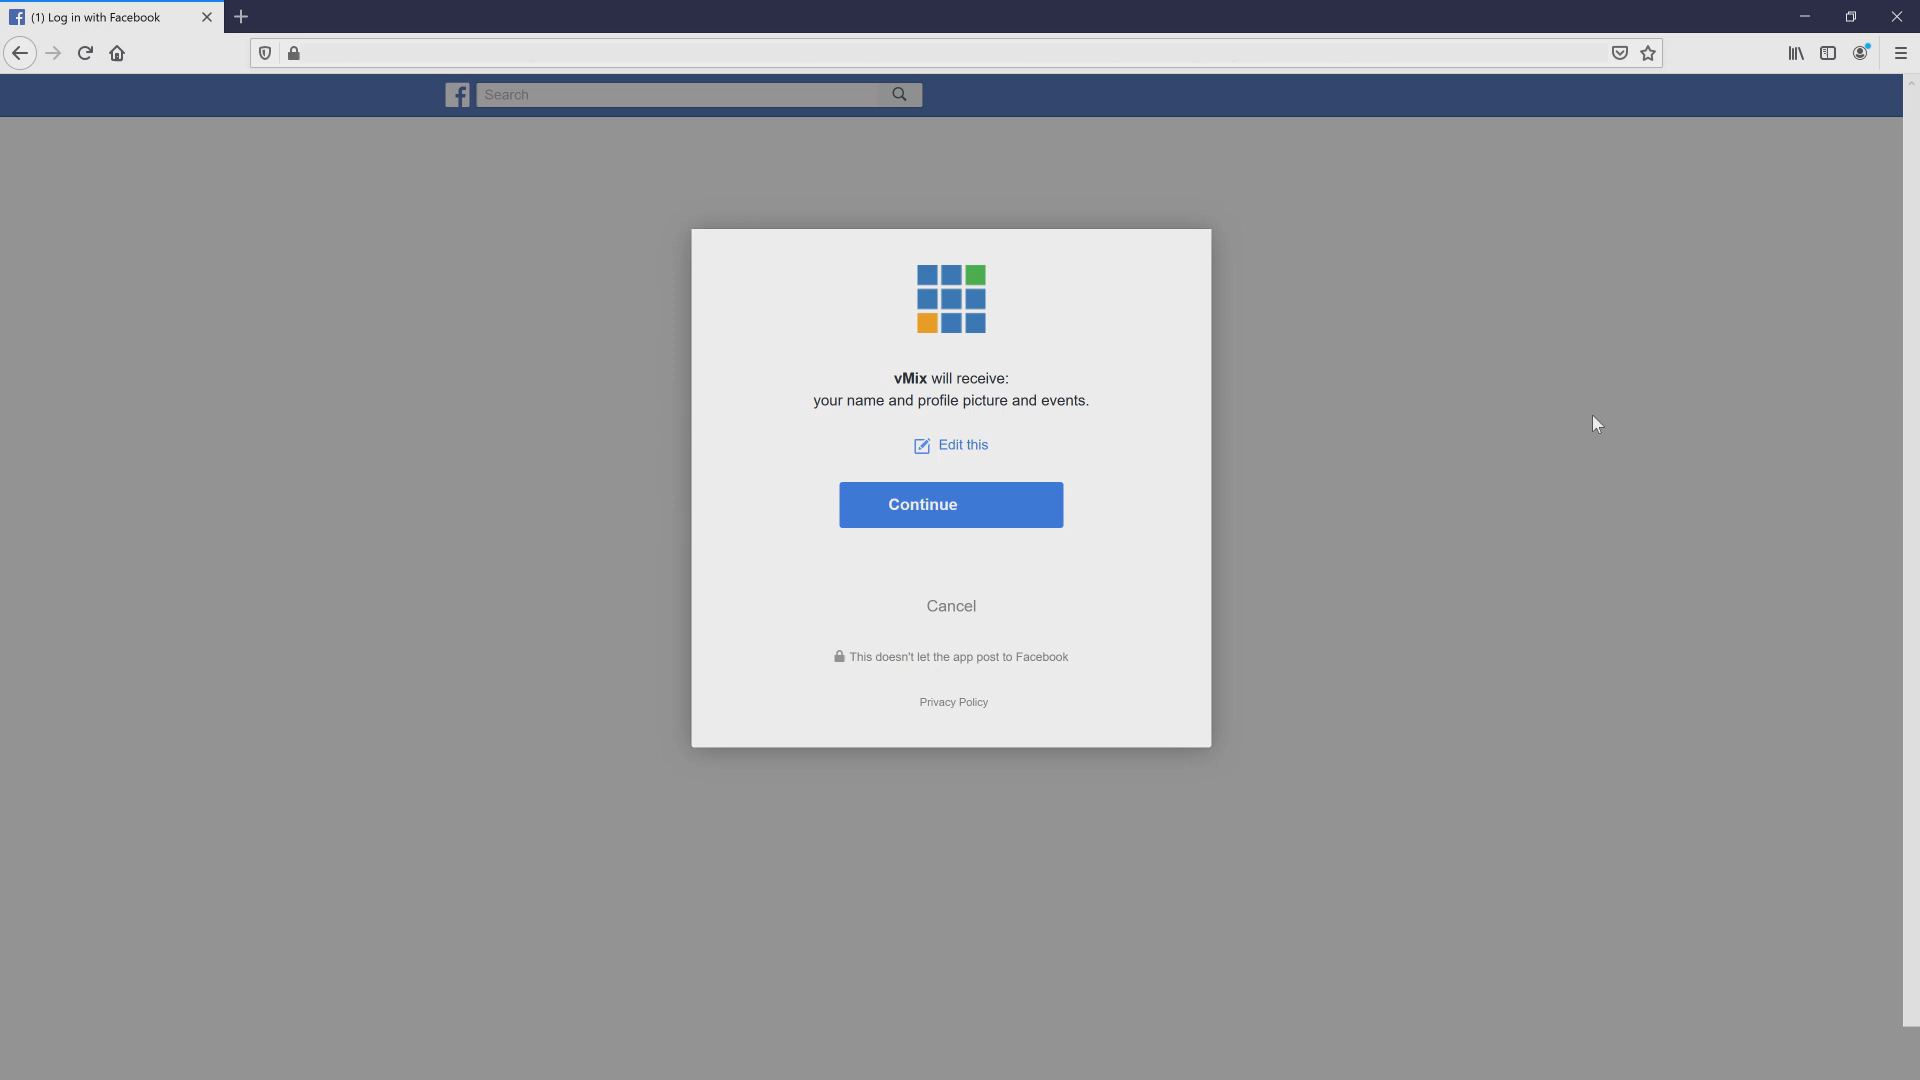 (1) Log in with Facebook
Search
vMix will receive:
your name and profile picture and events.
Edit this
Continue
Cancel
This doesn't let the app post to Facebook
Privacy Policy